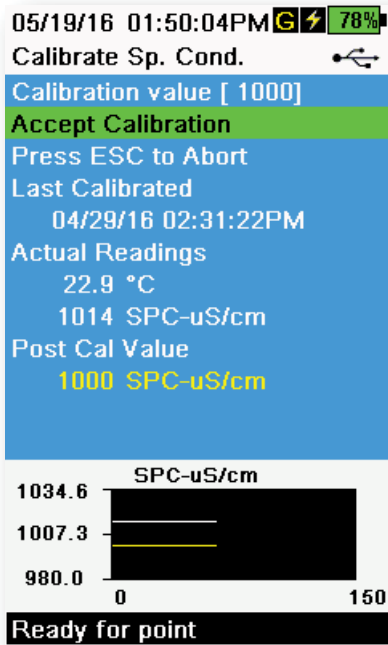 05/19/16 01:50:04PM G 78%
Calibrate Sp. Cond.
Calibration value [ 1000]
Accept Calibration
Press ESC to Abort
Last Calibrated
04/29/16 02:31:22PM
Actual Readings
22.9 °C
1014 SPC-uS/cm
Post Cal Value
1000 SPC-uS/cm
SPC-uS/cm
1034.6
1007.3
980.0
0 150
Ready for point